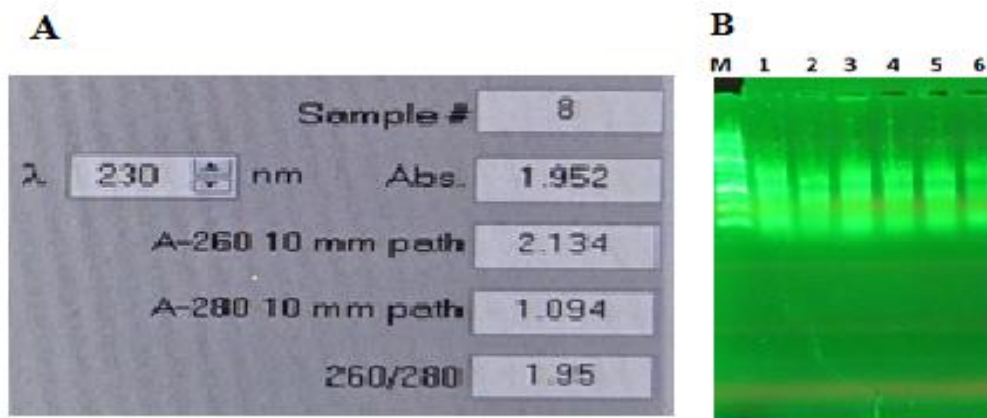 A
Sample # 8
λ 230 nm Abs. 1.952
A-260 10 mm path 2.134
A-280 10 mm path 1.094
260/280 1.95
B
M 1 2 3 4 5 6